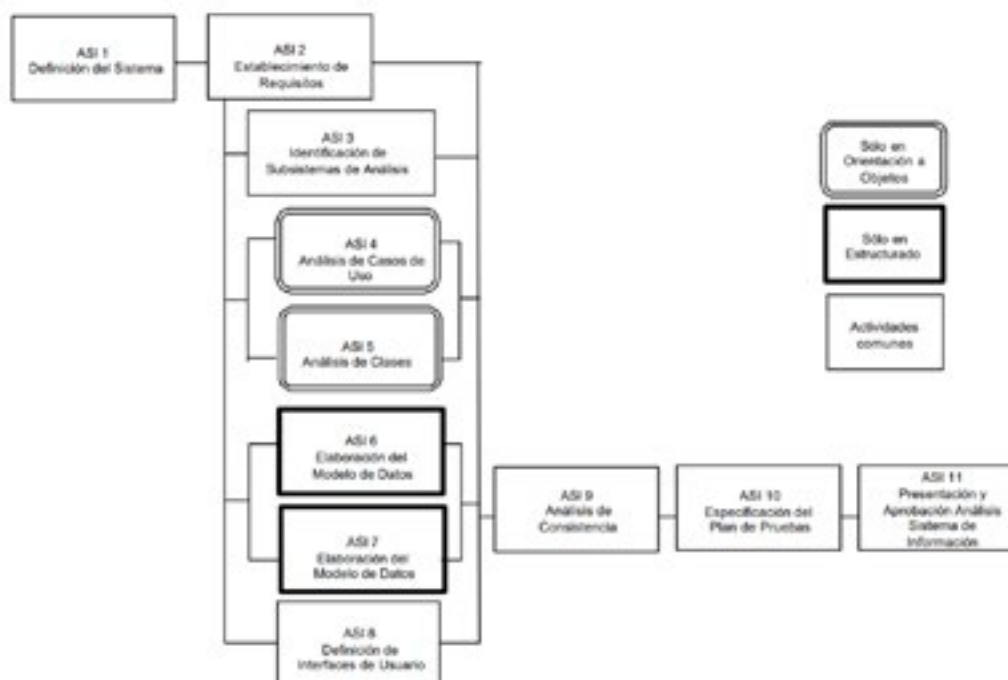 ASI 1
Definición del Sistema
ASI 2
Establecimiento de
Requisitos
ASI 3
Identificación de
Subsistemas de Análisis
ASI 4
Análisis de Casos de
Uso
ASI 5
Análisis de Clases
ASI 6
Elaboración del
Modelo de Datos
ASI 7
Elaboración del
Modelo de Datos
ASI 8
Definición de
Interfaces de Usuario
ASI 9
Análisis de
Consistencia
ASI 10
Especificación del
Plan de Pruebas
ASI 11
Presentación y
Aprobación Análisis
Sistema de
Información
Sólo en
Orientación a
Objetos
Sólo en
Estructurado
Actividades
comunes